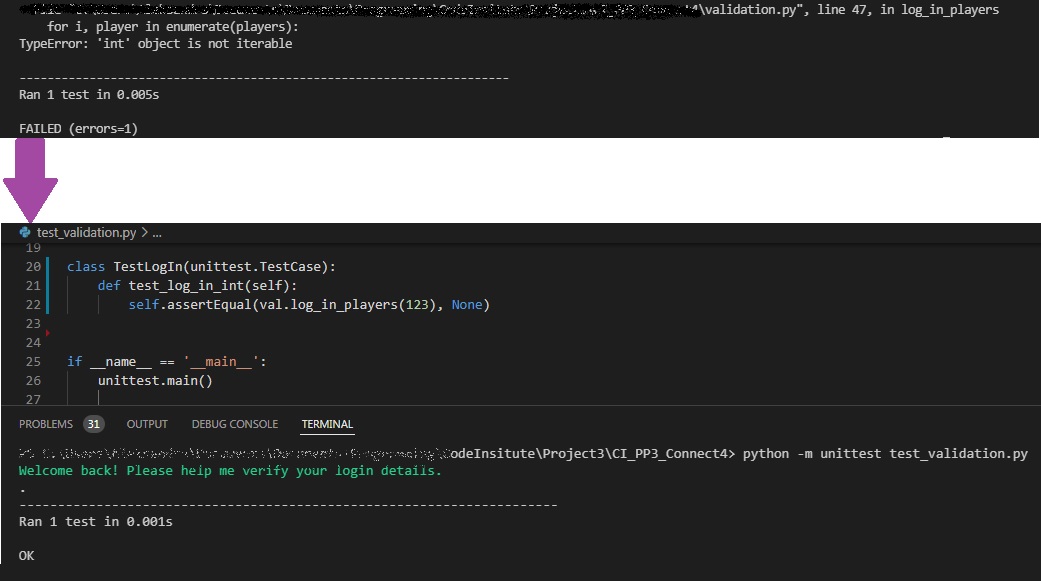 4\validation.py", line 47, in log_in_players
for i, player in enumerate(players):
TypeError: 'int' object is not iterable
----------------------------------------------------------------------
Ran 1 test in 0.005s
FAILED (errors=1)
test_validation.py > ...
19
20 class TestLogIn(unittest.TestCase):
21 def test_log_in_int(self):
22 self.assertEqual(val.log_in_players(123), None)
23
24
25 if __name__ == '__main__':
26 unittest.main()
27
PROBLEMS 31 OUTPUT DEBUG CONSOLE TERMINAL
CodeInsitute\Project3\CI_PP3_Connect4> python -m unittest test_validation.py
Welcome back! Please help me verify your login details.
.
----------------------------------------------------------------------
Ran 1 test in 0.001s
OK